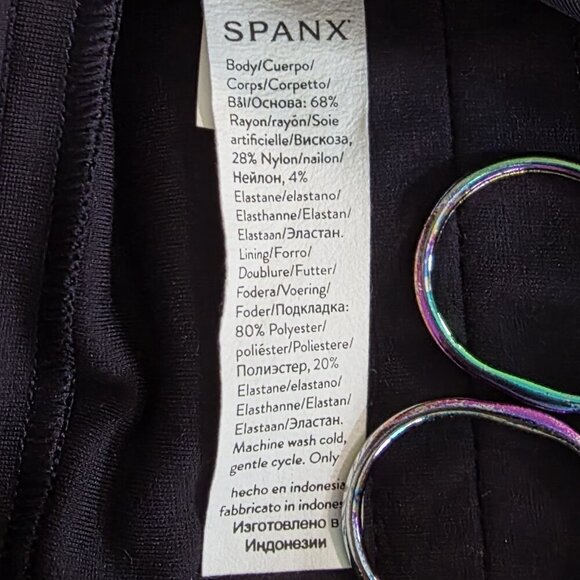 SPANX
Body/Cuerpo/
Corps/Corpetto/
Bål/Основа: 68%
Rayon/rayón/Soie
artificielle/Вискоза,
28% Nylon/nailon/
Нейлон, 4%
Elastane/elastano/
Elasthanne/Elastan/
Elastaan/Эластан.
Lining/Forro/
Doublure/Futter/
Fodera/Voering/
Foder/Подкладка:
80% Polyester/
poliéster/Poliestere/
Полиэстер, 20%
Elastane/elastano/
Elasthanne/Elastan/
Elastaan/Эластан.
Machine wash cold,
gentle cycle. Only
hecho en indonesia
fabbricato in indones
Изготовлено в
Индонезии